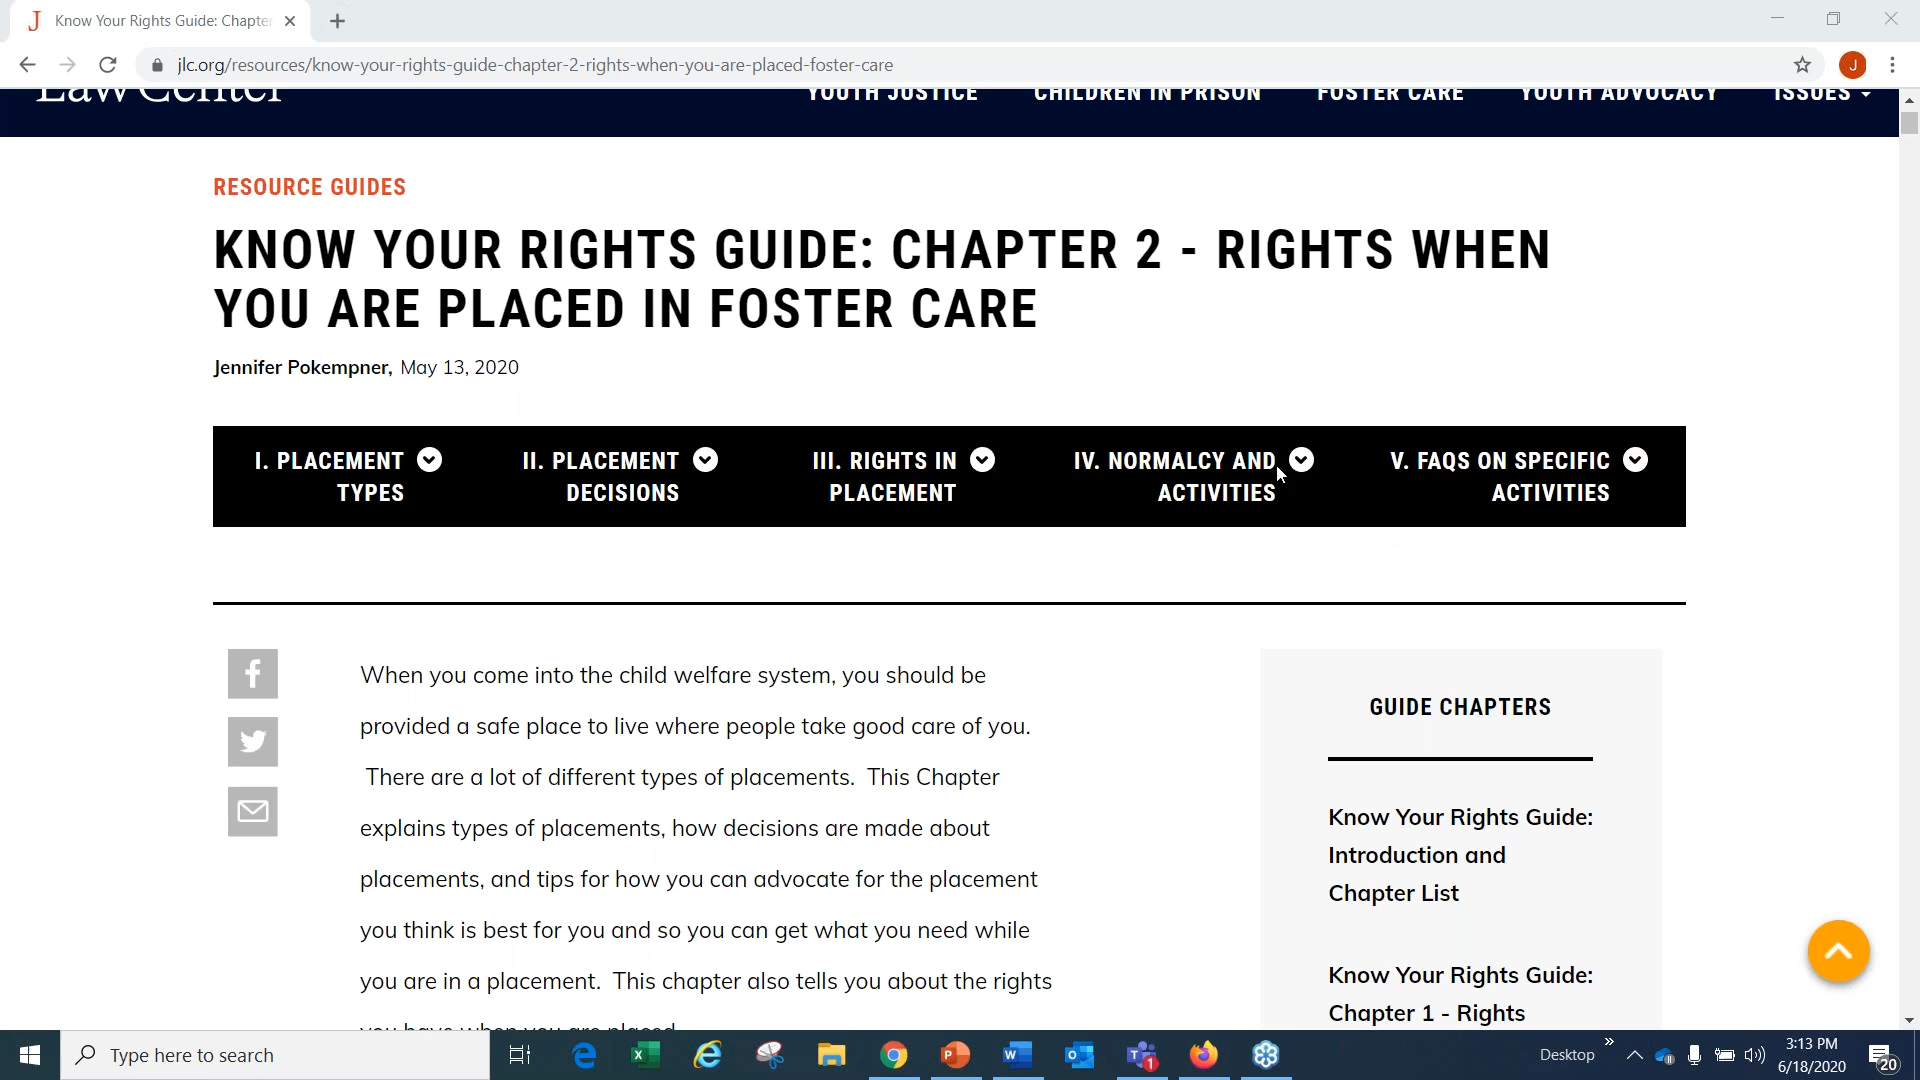 Know Your Rights Guide: Chapter
jlc.org/resources/know-your-rights-guide-chapter-2-rights-when-you-are-placed-foster-care
Law Center
YOUTH JUSTICE
CHILDREN IN PRISON
FOSTER CARE
YOUTH ADVOCACY
ISSUES
RESOURCE GUIDES
KNOW YOUR RIGHTS GUIDE: CHAPTER 2 - RIGHTS WHEN
YOU ARE PLACED IN FOSTER CARE
Jennifer Pokempner, May 13, 2020
I. PLACEMENT
TYPES
II. PLACEMENT
DECISIONS
III. RIGHTS IN
PLACEMENT
IV. NORMALCY AND
ACTIVITIES
V. FAQS ON SPECIFIC
ACTIVITIES
When you come into the child welfare system, you should be
provided a safe place to live where people take good care of you.
There are a lot of different types of placements.  This Chapter
explains types of placements, how decisions are made about
placements, and tips for how you can advocate for the placement
you think is best for you and so you can get what you need while
you are in a placement.  This chapter also tells you about the rights
you have when you are placed
GUIDE CHAPTERS
Know Your Rights Guide:
Introduction and
Chapter List
Know Your Rights Guide:
Chapter 1 - Rights
Type here to search
Desktop
3:13 PM
6/18/2020
20